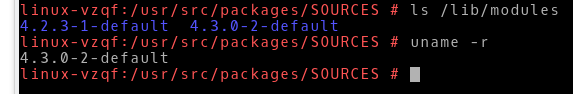 linux-vzqf:/usr/src/packages/SOURCES # ls /lib/modules
4.2.3-1-default  4.3.0-2-default
linux-vzqf:/usr/src/packages/SOURCES # uname -r
4.3.0-2-default
linux-vzqf:/usr/src/packages/SOURCES #